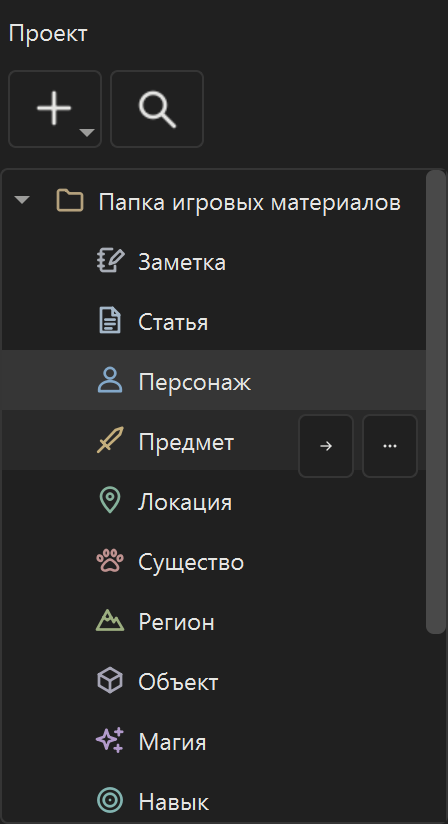 Проект
Папка игровых материалов
Заметка
Статья
Персонаж
Предмет
Локация
Существо
Регион
Объект
Магия
Навык